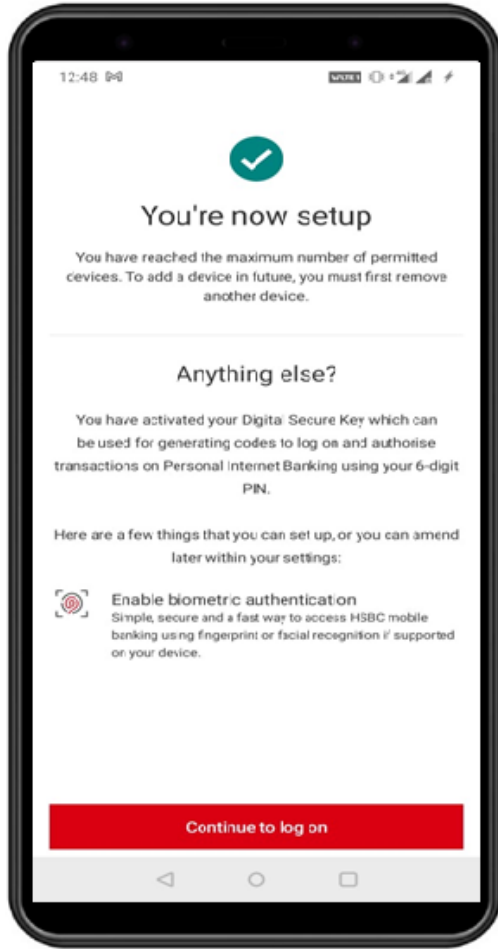 12:48
You're now setup
You have reached the maximum number of permitted
devices. To add a device in future, you must first remove
another device.
Anything else?
You have activated your Digital Secure Key which can
be used for generating codes to log on and authorise
transactions on Personal Internet Banking using your 6-digit
PIN.
Here are a few things that you can set up, or you can amend
later within your settings:
Enable biometric authentication
Simple, secure and a fast way to access HSBC mobile
banking using fingerprint or facial recognition if supported
on your device.
Continue to log on